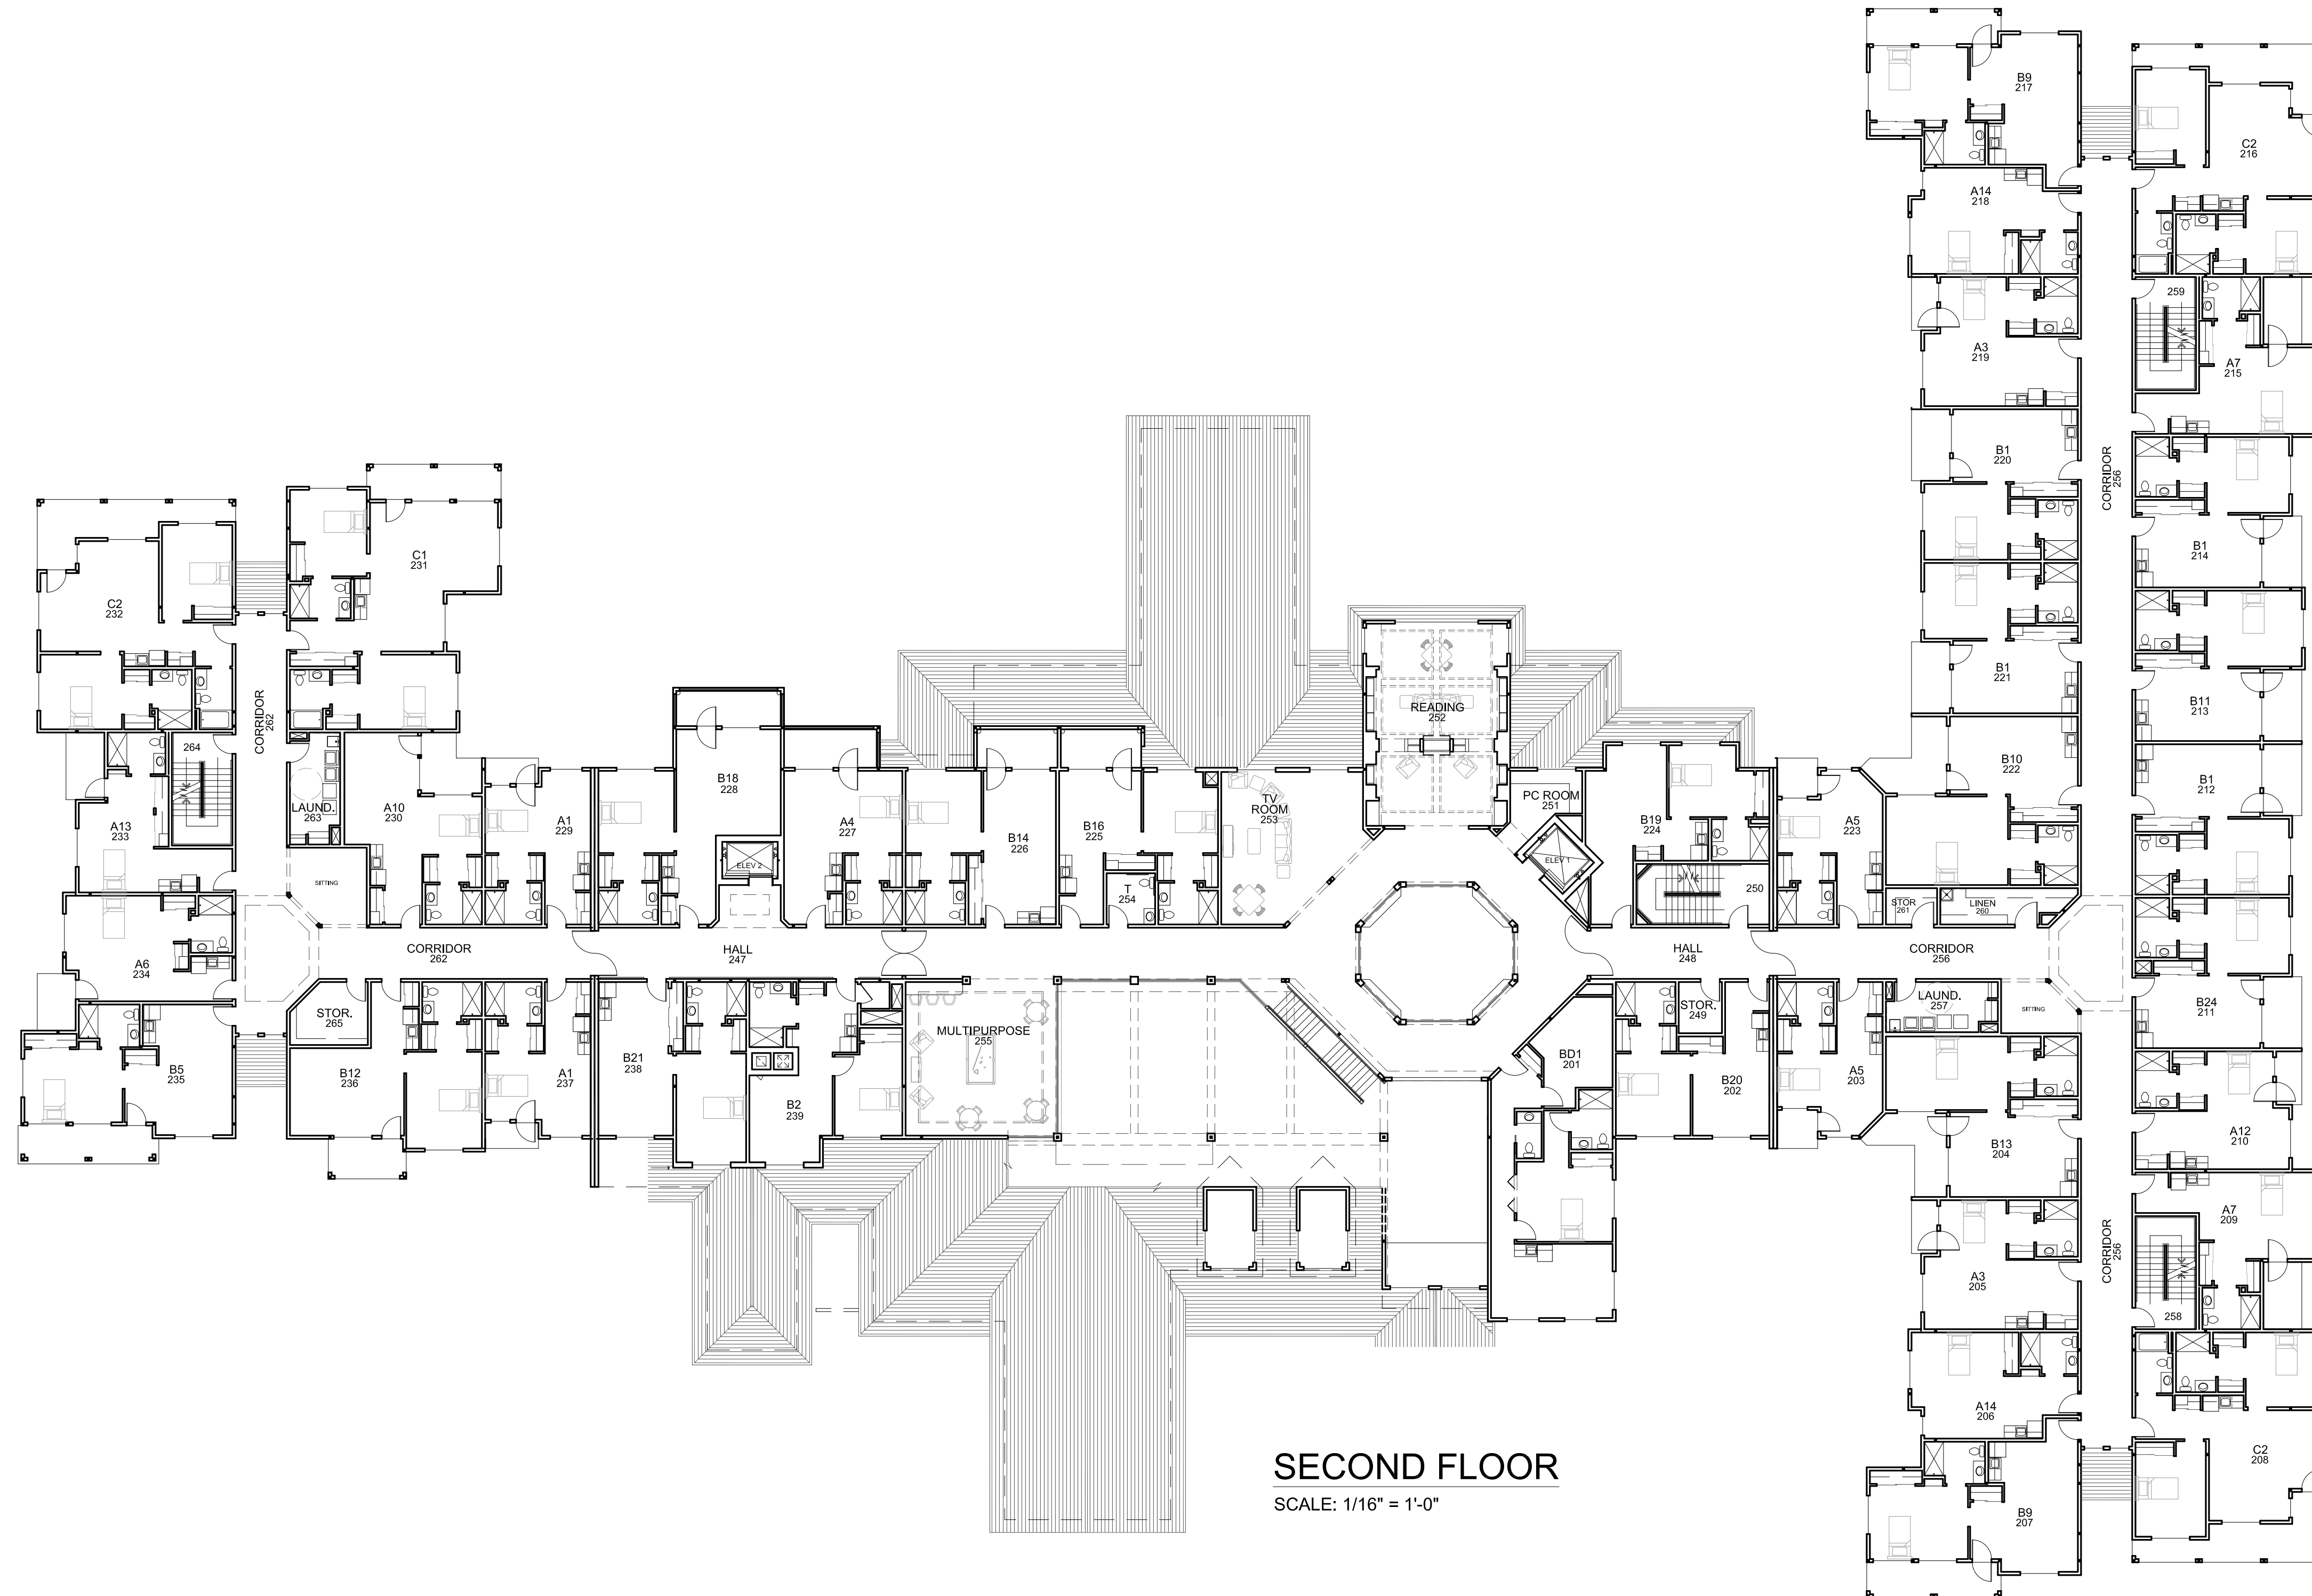 B9
217
C2
216
A14
218
259
A3
219
A7
215
B1
220
CORRIDOR
256
B1
214
C1
231
C2
232
B1
221
B11
213
CORRIDOR
262
READING
252
264
B18
228
B10
222
B1
212
LAUND.
263
A10
230
A13
233
A1
229
A4
227
B14
226
B16
225
TV
ROOM
253
PC ROOM
251
B19
224
A5
223
ELEV 2
ELEV 1
SITTING
T
254
250
STOR
261
LINEN
260
CORRIDOR
262
HALL
247
HALL
248
CORRIDOR
256
A6
234
STOR.
265
MULTIPURPOSE
255
STOR.
249
LAUND.
257
SITTING
B24
211
B5
235
B12
236
A1
237
B21
238
B2
239
BD1
201
B20
202
A5
203
B13
204
A12
210
A7
209
CORRIDOR
256
A3
205
258
A14
206
C2
208
B9
207
SECOND FLOOR
SCALE: 1/16" = 1'-0"